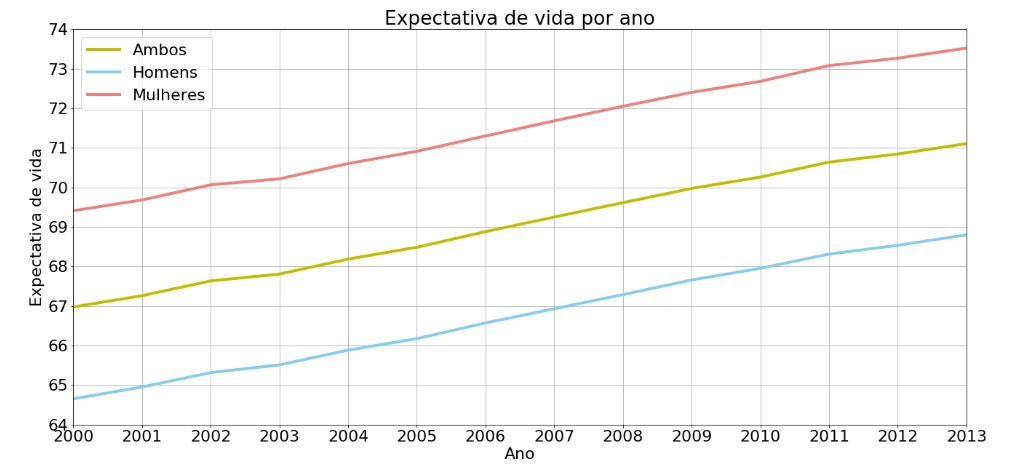 Expectativa de vida por ano
Ambos
Homens
Mulheres
74
73
72
71
70
69
68
67
66
65
64
Expectativa de vida
2000 2001 2002 2003 2004 2005 2006 2007 2008 2009 2010 2011 2012 2013
Ano